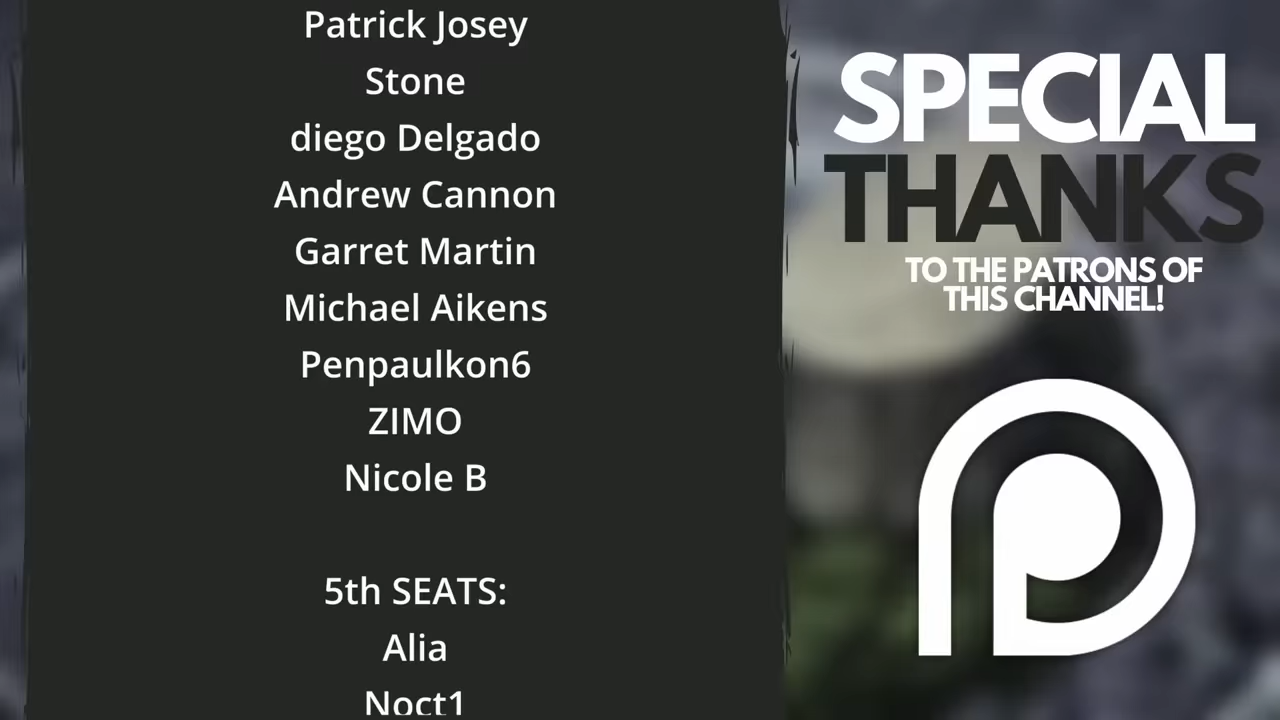 Patrick Josey
Stone
diego Delgado
Andrew Cannon
Garret Martin
Michael Aikens
Penpaulkon6
ZIMO
Nicole B
5th SEATS:
Alia
Noct1
SPECIAL
THANKS
TO THE PATRONS OF
THIS CHANNEL!